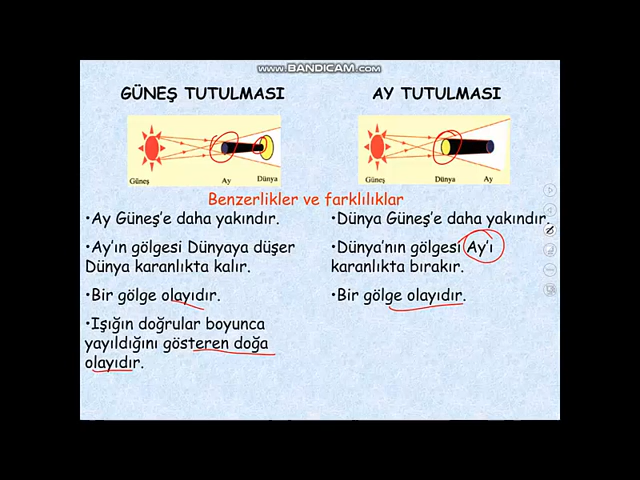 www.BANDICAM.com
GÜNEŞ TUTULMASI
AY TUTULMASI
Güneş Ay Dünya
Güneş Dünya Ay
Benzerlikler ve farklılıklar
•Ay Güneş’e daha yakındır.
•Ay’ın gölgesi Dünyaya düşer
Dünya karanlıkta kalır.
•Bir gölge olayıdır.
•Işığın doğrular boyunca
yayıldığını gösteren doğa
olayıdır.
•Dünya Güneş’e daha yakındır.
•Dünya’nın gölgesi Ay’ı
karanlıkta bırakır.
•Bir gölge olayıdır.